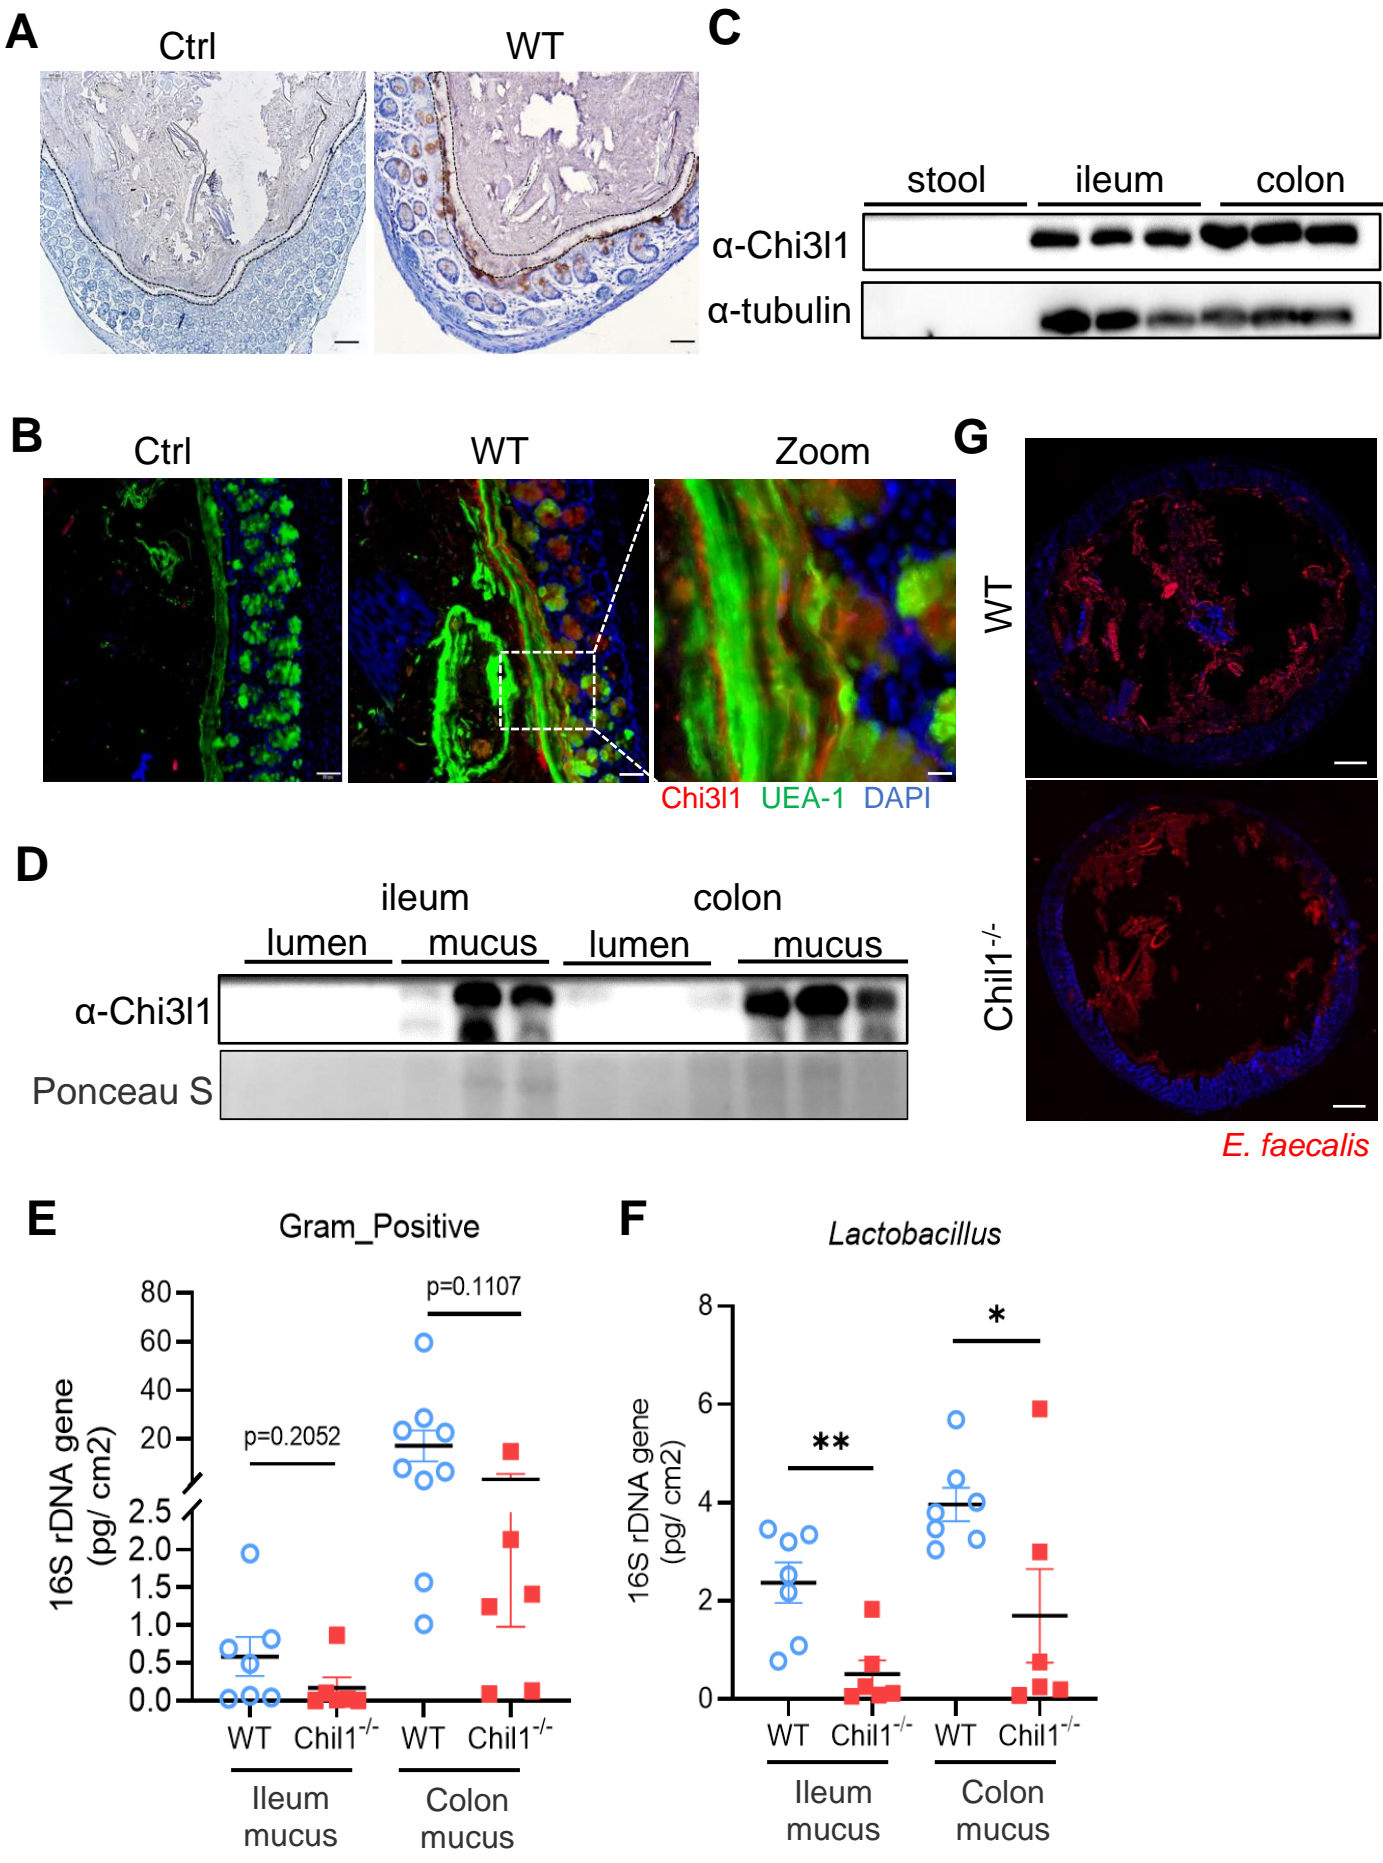 A
Ctrl
WT
C
stool
ileum
colon
α-Chi3l1
α-tubulin
B
Ctrl
WT
Zoom
Chi3l1 UEA-1 DAPI
G
WT
Chil1-/-
E. faecalis
D
ileum
colon
lumen
mucus
lumen
mucus
α-Chi3l1
Ponceau S
E
Gram_Positive
16S rDNA gene
(pg/ cm2)
80
60
40
20
2.5
2.0
1.5
1.0
0.5
0.0
p=0.2052
p=0.1107
WT
Chil1-/-
WT
Chil1-/-
Ileum
mucus
Colon
mucus
F
Lactobacillus
16S rDNA gene
(pg/ cm2)
8
6
4
2
0
**
*
WT
Chil1-/-
WT
Chil1-/-
Ileum
mucus
Colon
mucus